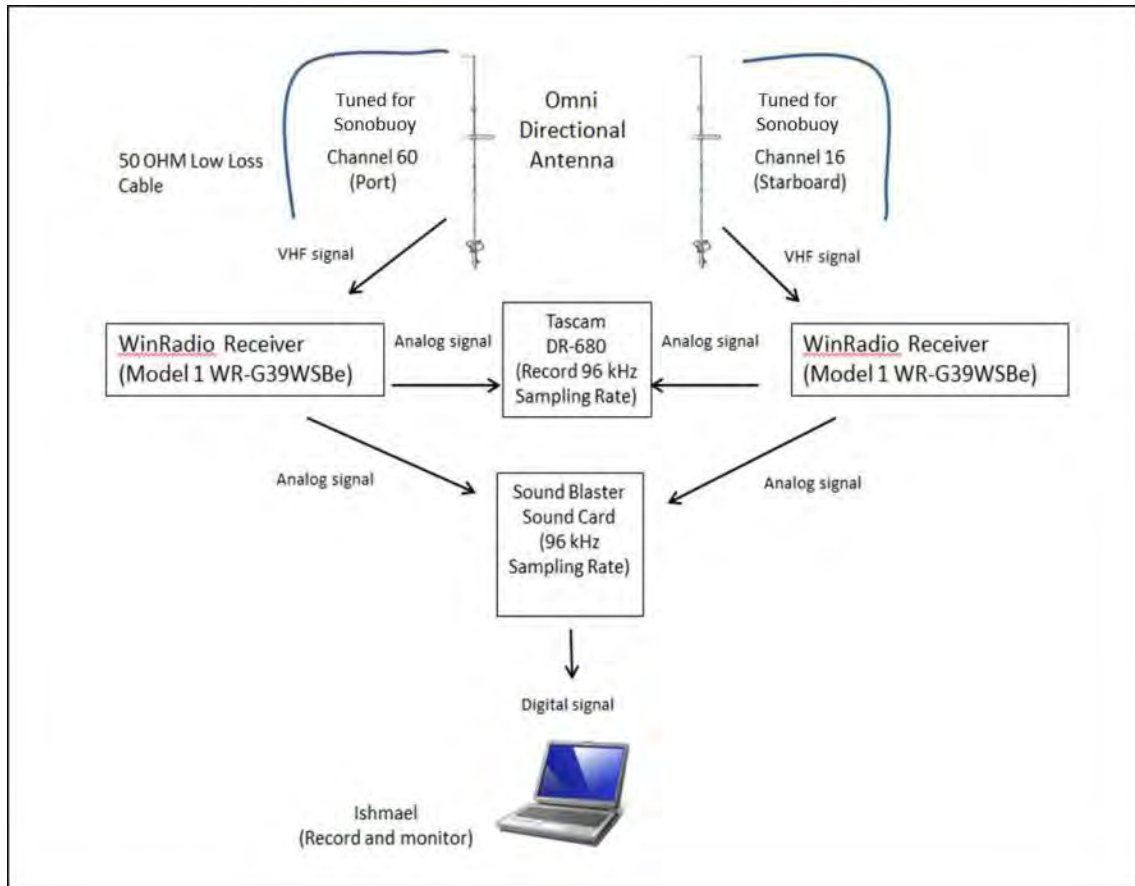 Tuned for
Sonobuoy
Channel 60
(Port)
Omni
Directional
Antenna
Tuned for
Sonobuoy
Channel 16
(Starboard)
50 OHM Low Loss
Cable
VHF signal
VHF signal
WinRadio Receiver
(Model 1 WR-G39WSBe)
Analog signal
Tascam
DR-680
(Record 96 kHz
Sampling Rate)
Analog signal
WinRadio Receiver
(Model 1 WR-G39WSBe)
Analog signal
Sound Blaster
Sound Card
(96 kHz
Sampling Rate)
Analog signal
Digital signal
Ishmael
(Record and monitor)